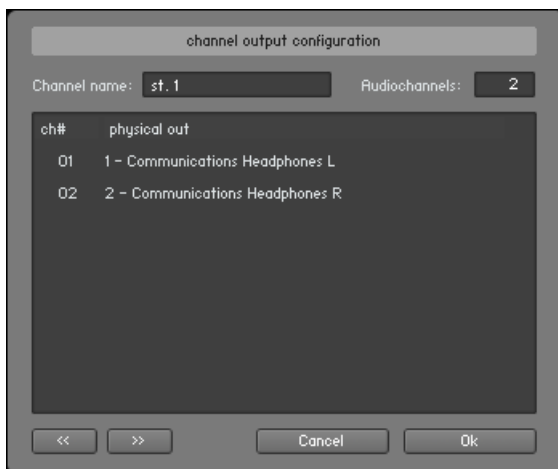 channel output configuration
Channel name: st.1 Audiochannels: 2
ch# physical out
01 1 - Communications Headphones L
02 2 - Communications Headphones R
<< >> Cancel Ok